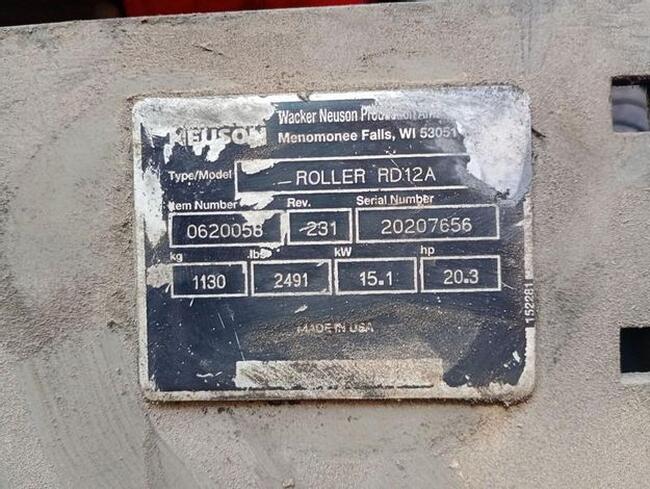 NEUSON
Wacker Neuson Production
Menomonee Falls, WI 53051
Type/Model ROLLER RD12A
Item Number Rev. Serial Number
0620058 231 20207656
kg lbs kW hp
1130 2491 15.1 20.3
MADE IN USA
152281